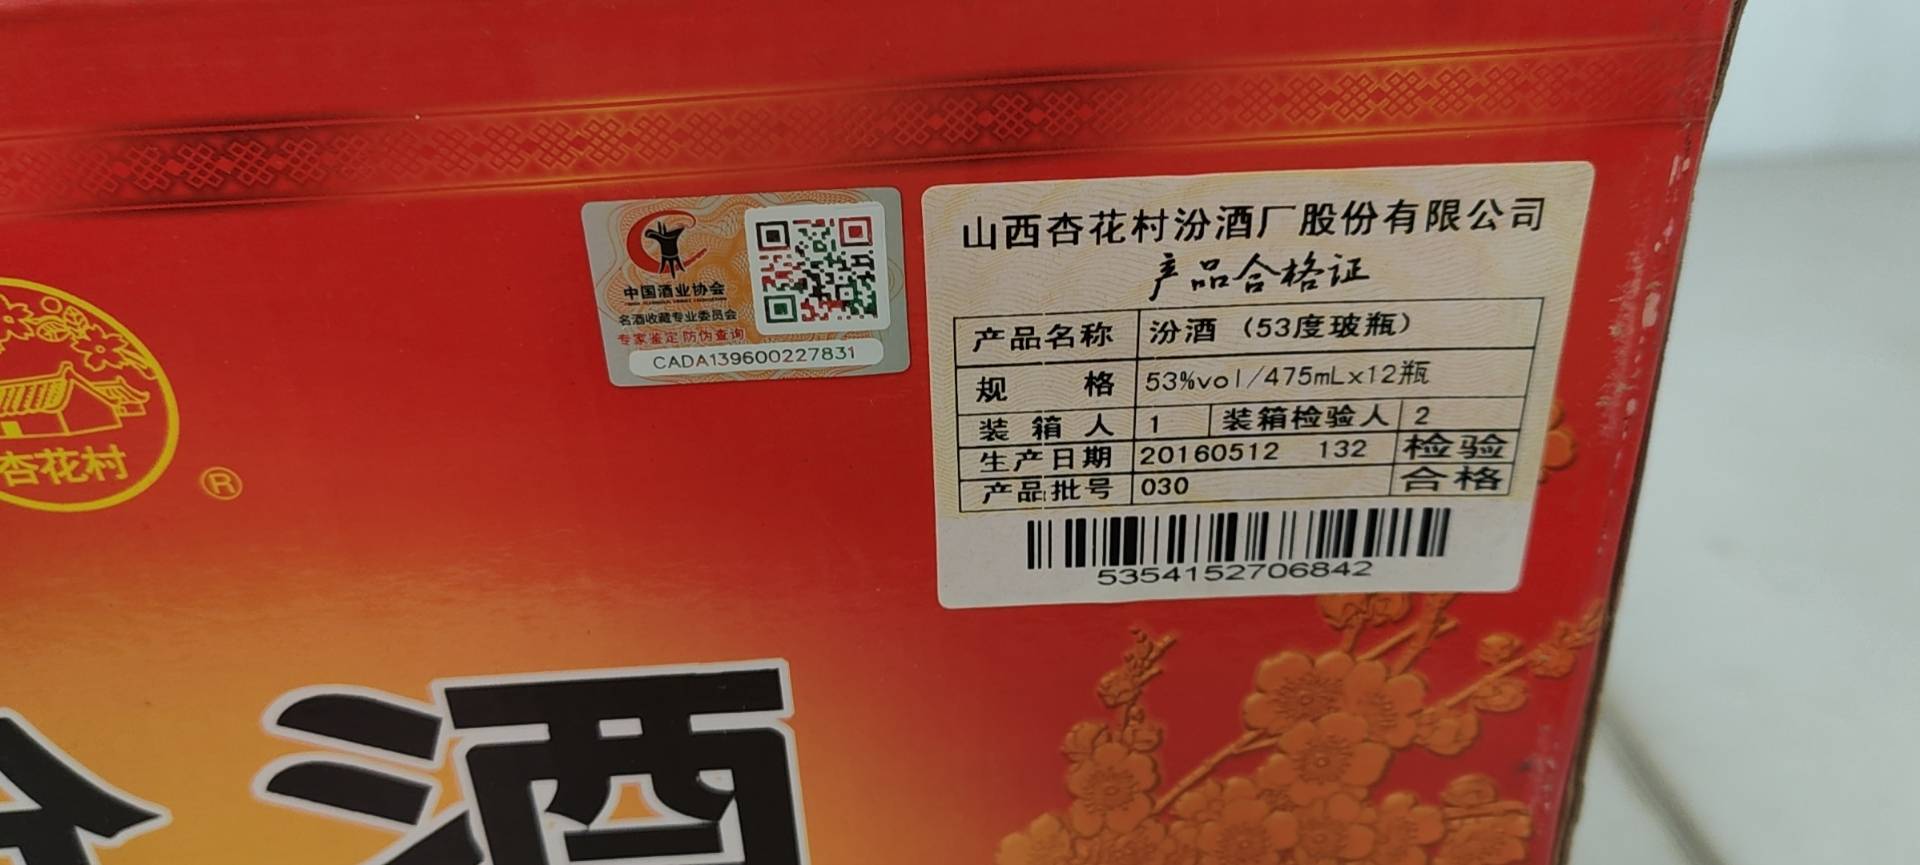 中国酒业协会
名酒收藏专业委员会
专家鉴定 防伪查询
CADA139600227831
山西杏花村汾酒厂股份有限公司
产品合格证
产品名称 汾酒（53度玻瓶）
规 格 53%vol/475mLx12瓶
装箱人 1 装箱检验人 2
生产日期 20160512 132 检验
产品批号 030 合格
5354152706842
杏花村
®
汾酒